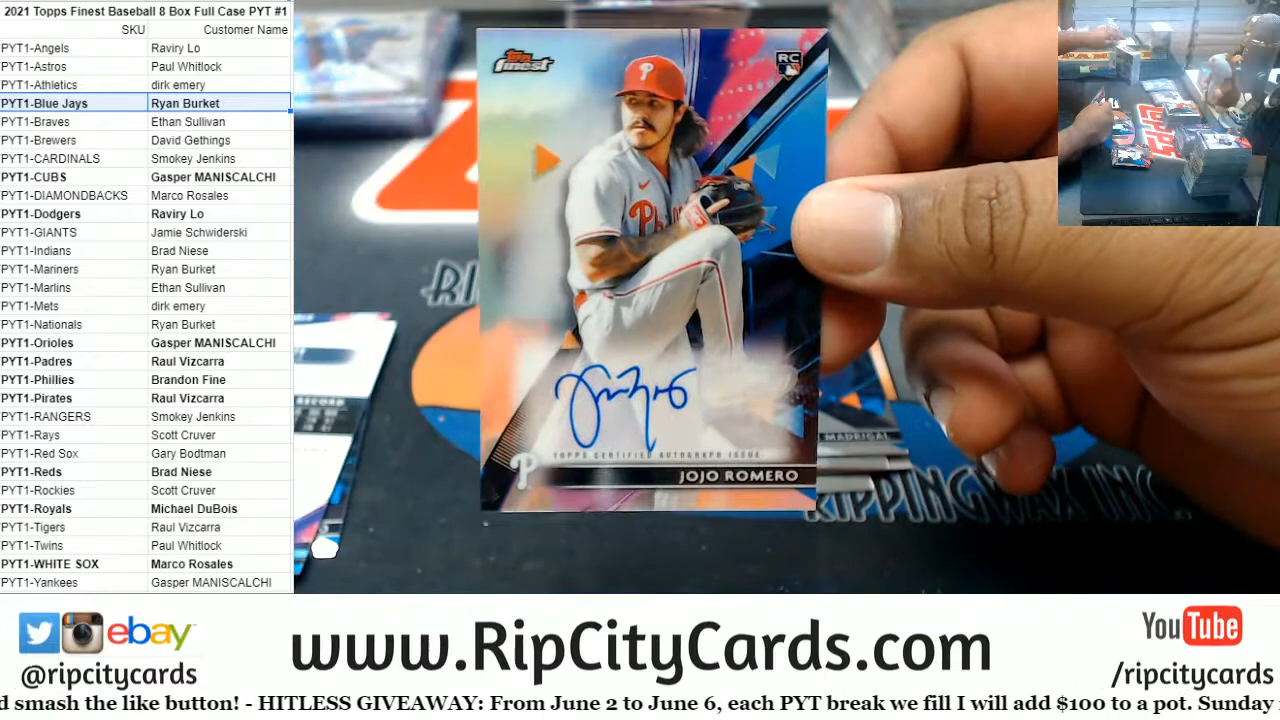 2021 Topps Finest Baseball 8 Box Full Case PYT #1
SKU Customer Name
PYT1-Angels Raviry Lo
PYT1-Astros Paul Whitlock
PYT1-Athletics dirk emery
PYT1-Blue Jays Ryan Burket
PYT1-Braves Ethan Sullivan
PYT1-Brewers David Gethings
PYT1-CARDINALS Smokey Jenkins
PYT1-CUBS Gasper MANISCALCHI
PYT1-DIAMONDBACKS Marco Rosales
PYT1-Dodgers Raviry Lo
PYT1-GIANTS Jamie Schwiderski
PYT1-Indians Brad Niese
PYT1-Mariners Ryan Burket
PYT1-Marlins Ethan Sullivan
PYT1-Mets dirk emery
PYT1-Nationals Ryan Burket
PYT1-Orioles Gasper MANISCALCHI
PYT1-Padres Raul Vizcarra
PYT1-Phillies Brandon Fine
PYT1-Pirates Raul Vizcarra
PYT1-RANGERS Smokey Jenkins
PYT1-Rays Scott Cruver
PYT1-Red Sox Gary Bodtman
PYT1-Reds Brad Niese
PYT1-Rockies Scott Cruver
PYT1-Royals Michael DuBois
PYT1-Tigers Raul Vizcarra
PYT1-Twins Paul Whitlock
PYT1-WHITE SOX Marco Rosales
PYT1-Yankees Gasper MANISCALCHI
Topps
finest
RC
P
TOPPS CERTIFIED AUTOGRAPH ISSUE
P
JOJO ROMERO
MADRIGAL
RIPPINGWAX INC.
TOPPS
ebay
@ripcitycards
www.RipCityCards.com
YouTube
/ripcitycards
d smash the like button! - HITLESS GIVEAWAY: From June 2 to June 6, each PYT break we fill I will add $100 to a pot. Sunday